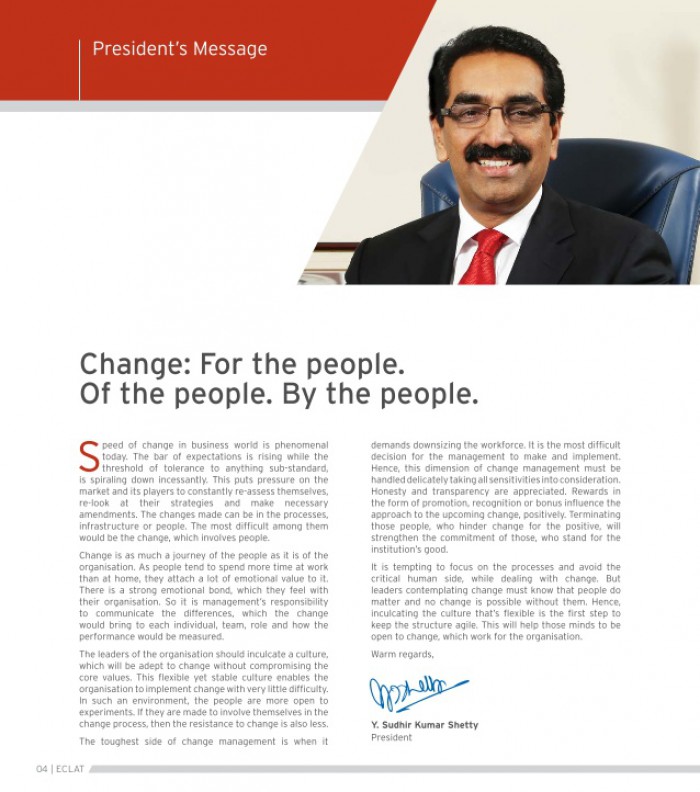 President's Message
Change: For the people.
Of the people. By the people.
Speed of change in business world is phenomenal
today. The bar of expectations is rising while the
threshold of tolerance to anything sub-standard,
is spiraling down incessantly. This puts pressure on the
market and its players to constantly re-assess themselves,
re-look at their strategies and make necessary
amendments. The changes made can be in the processes,
infrastructure or people. The most difficult among them
would be the change, which involves people.
Change is as much a journey of the people as it is of the
organisation. As people tend to spend more time at work
than at home, they attach a lot of emotional value to it.
There is a strong emotional bond, which they feel with
their organisation. So it is management's responsibility
to communicate the differences, which the change
would bring to each individual, team, role and how the
performance would be measured.
The leaders of the organisation should inculcate a culture,
which will be adept to change without compromising the
core values. This flexible yet stable culture enables the
organisation to implement change with very little difficulty.
In such an environment, the people are more open to
experiments. If they are made to involve themselves in the
change process, then the resistance to change is also less.
The toughest side of change management is when it
demands downsizing the workforce. It is the most difficult
decision for the management to make and implement.
Hence, this dimension of change management must be
handled delicately taking all sensitivities into consideration.
Honesty and transparency are appreciated. Rewards in
the form of promotion, recognition or bonus influence the
approach to the upcoming change, positively. Terminating
those people, who hinder change for the positive, will
strengthen the commitment of those, who stand for the
institution's good.
It is tempting to focus on the processes and avoid the
critical human side, while dealing with change. But
leaders contemplating change must know that people do
matter and no change is possible without them. Hence,
inculcating the culture that's flexible is the first step to
keep the structure agile. This will help those minds to be
open to change, which work for the organisation.
Warm regards,
Y. Sudhir Kumar Shetty
President
04 | ECLAT